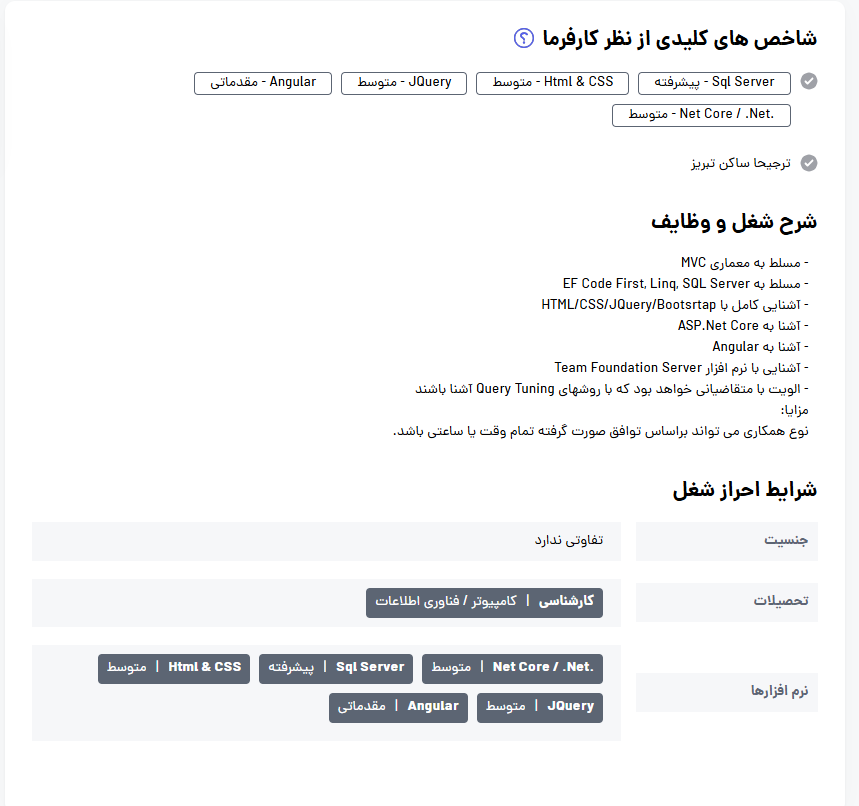 شاخص های کلیدی از نظر کارفرما ؟
Sql Server - پیشرفته
Html & CSS - متوسط
JQuery - متوسط
Angular - مقدماتی
Net Core / .Net. - متوسط
ترجیحا ساکن تبریز
شرح شغل و وظایف
- مسلط به معماری MVC
- مسلط به EF Code First, Linq, SQL Server
- آشنایی کامل با HTML/CSS/JQuery/Bootsrtap
- آشنا به ASP.Net Core
- آشنا به Angular
- آشنایی با نرم افزار Team Foundation Server
- الویت با متقاضیانی خواهد بود که با روشهای Query Tuning آشنا باشند
مزایا:
نوع همکاری می تواند براساس توافق صورت گرفته تمام وقت یا ساعتی باشد.
شرایط احراز شغل
جنسیت
تفاوتی ندارد
تحصیلات
کارشناسی | کامپیوتر / فناوری اطلاعات
نرم افزارها
Net Core / .Net. | متوسط
Sql Server | پیشرفته
Html & CSS | متوسط
JQuery | متوسط
Angular | مقدماتی